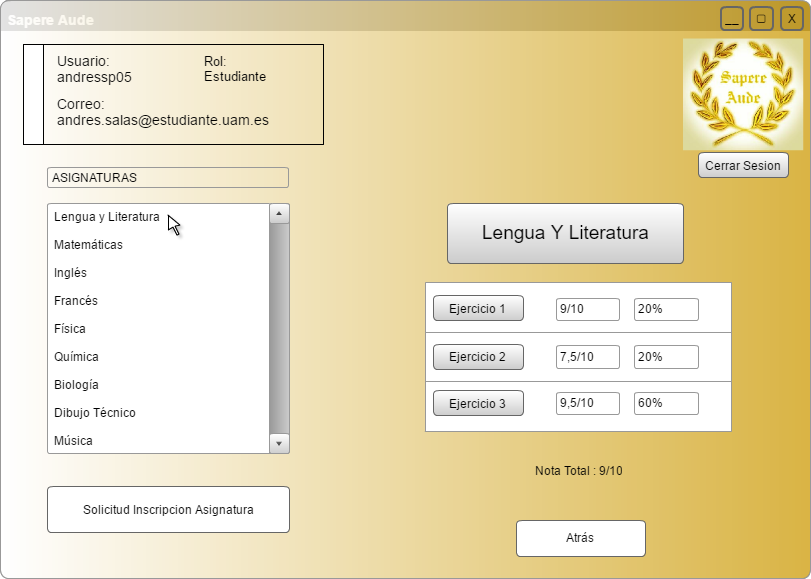 Sapere Aude
X
Usuario:
andressp05
Rol:
Estudiante
Correo:
andres.salas@estudiante.uam.es
Sapere
Aude
Cerrar Sesion
ASIGNATURAS
Lengua y Literatura
Matemáticas
Inglés
Francés
Física
Química
Biología
Dibujo Técnico
Música
Solicitud Inscripcion Asignatura
Lengua Y Literatura
Ejercicio 1 9/10 20%
Ejercicio 2 7,5/10 20%
Ejercicio 3 9,5/10 60%
Nota Total : 9/10
Atrás